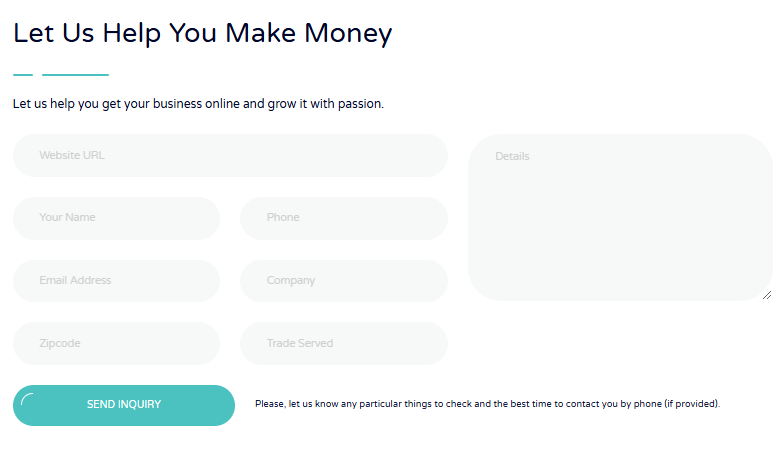 Let Us Help You Make Money
Let us help you get your business online and grow it with passion.
Website URL
Details
Your Name
Phone
Email Address
Company
Zipcode
Trade Served
SEND INQUIRY
Please, let us know any particular things to check and the best time to contact you by phone (if provided).